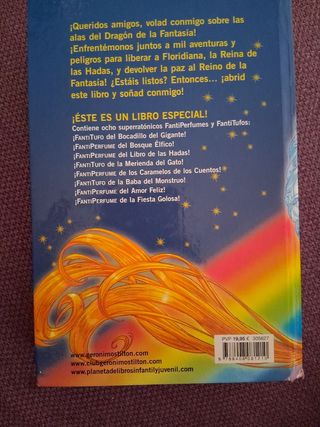 ¡Queridos amigos, volad conmigo sobre las
alas del Dragón de la Fantasía!
¡Enfrentémonos juntos a mil aventuras y
peligros para liberar a Floridiana, la Reina de
las Hadas, y devolver la paz al Reino de la
Fantasía! ¿Estáis listos? Entonces... ¡abrid
este libro y soñad conmigo!
¡ÉSTE ES UN LIBRO ESPECIAL!
Contiene ocho superratónicos FantiPerfumes y FantiTufos:
¡FANTITUFO del Bocadillo del Gigante!
¡FANTIPERFUME del Bosque Élfico!
¡FANTIPERFUME del Libro de las Hadas!
¡FANTITUFO de la Merienda del Gato!
¡FANTIPERFUME de los Caramelos de los Cuentos!
¡FANTITUFO de la Baba del Monstruo!
¡FANTIPERFUME del Amor Feliz!
¡FANTIPERFUME de la Fiesta Golosa!
www.geronimostilton.com
www.clubgeronimostilton.com
www.planetadelibrosinfantilyjuvenil.com
PVP 19,95 €